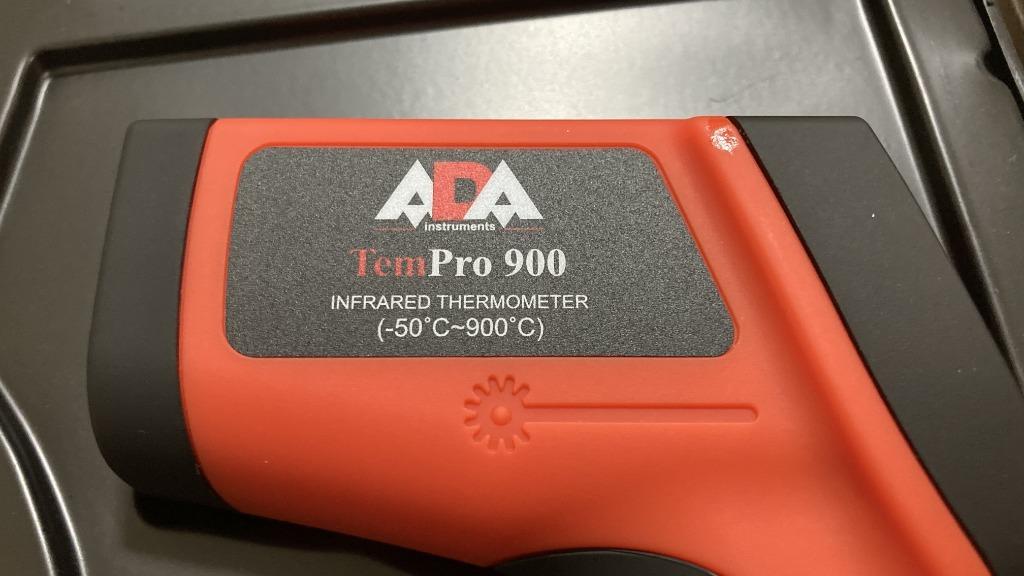 ADA
instruments
TemPro 900
INFRARED THERMOMETER
(-50°C~900°C)